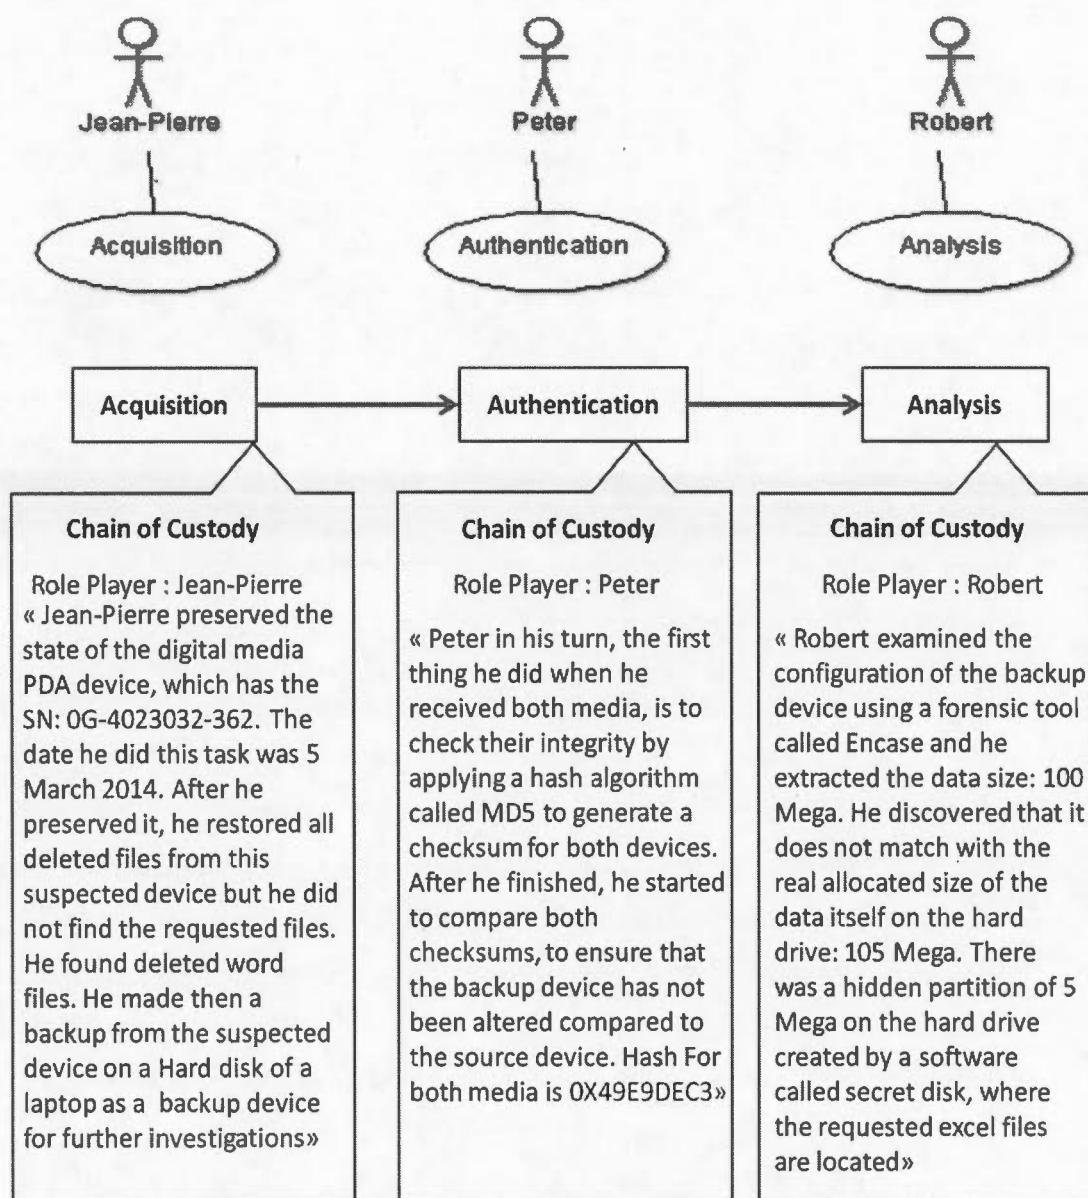 Jean-Pierre
Peter
Robert
Acquisition
Authentication
Analysis
Acquisition
Authentication
Analysis
Chain of Custody
Role Player : Jean-Pierre
« Jean-Pierre preserved the
state of the digital media
PDA device, which has the
SN: 0G-4023032-362. The
date he did this task was 5
March 2014. After he
preserved it, he restored all
deleted files from this
suspected device but he did
not find the requested files.
He found deleted word
files. He made then a
backup from the suspected
device on a Hard disk of a
laptop as a backup device
for further investigations»
Chain of Custody
Role Player : Peter
« Peter in his turn, the first
thing he did when he
received both media, is to
check their integrity by
applying a hash algorithm
called MD5 to generate a
checksum for both devices.
After he finished, he started
to compare both
checksums, to ensure that
the backup device has not
been altered compared to
the source device. Hash For
both media is 0X49E9DEC3»
Chain of Custody
Role Player : Robert
« Robert examined the
configuration of the backup
device using a forensic tool
called Encase and he
extracted the data size: 100
Mega. He discovered that it
does not match with the
real allocated size of the
data itself on the hard
drive: 105 Mega. There
was a hidden partition of 5
Mega on the hard drive
created by a software
called secret disk, where
the requested excel files
are located»